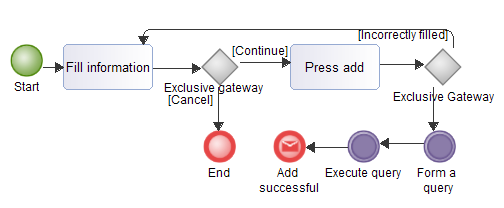 [Incorrectly filled]
[Continue]
Fill information
Press add
Start
Exclusive gateway
[Cancel]
Exclusive Gateway
End
Add
successful
Execute query
Form a
query